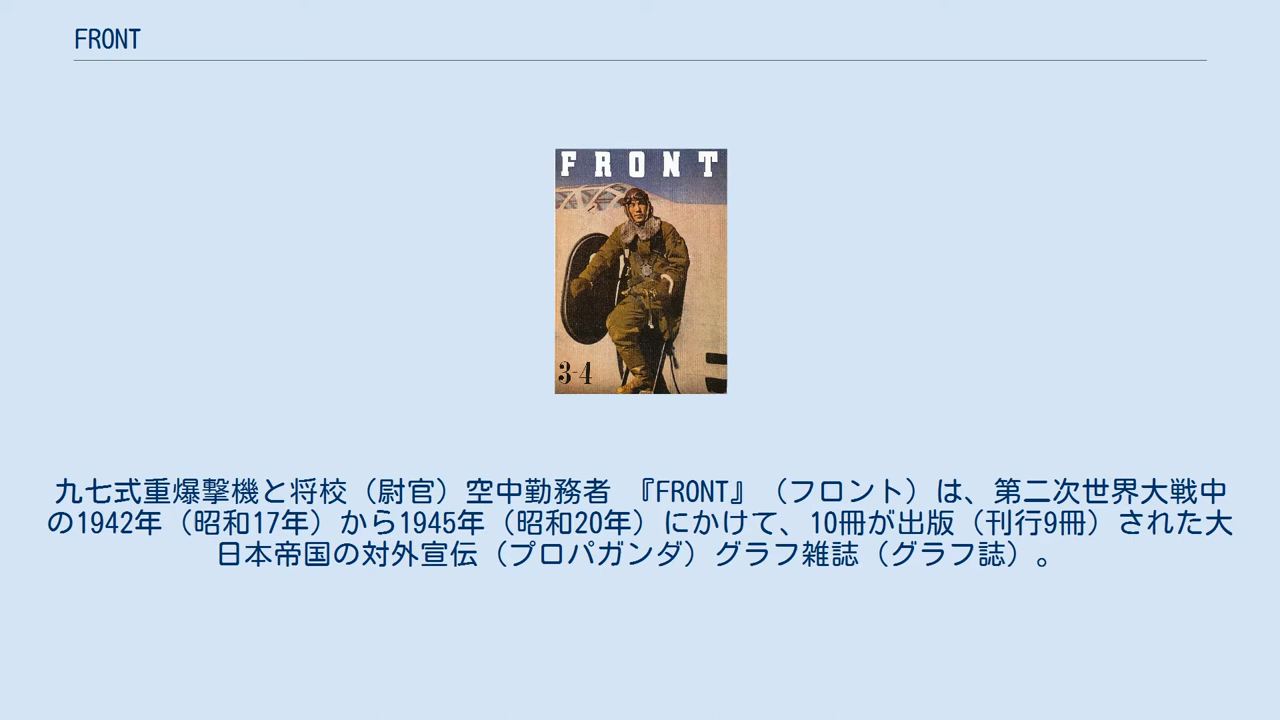 FRONT
FRONT
3-4
九七式重爆撃機と将校（尉官）空中勤務者 『FRONT』（フロント）は、第二次世界大戦中
の1942年（昭和17年）から1945年（昭和20年）にかけて、10冊が出版（刊行9冊）された大
日本帝国の対外宣伝（プロパガンダ）グラフ雑誌（グラフ誌）。